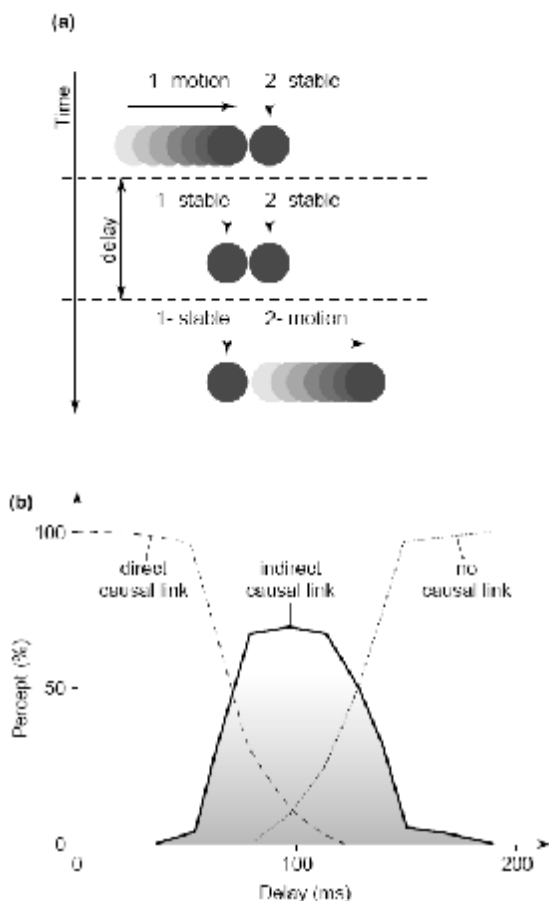 (a)
Time
1 motion 2 stable
delay
1 stable 2 stable
1- stable 2- motion
(b)
100
direct
causal link
indirect
causal link
no
causal link
Percept (%)
50
0
0 100 200
Delay (ms)